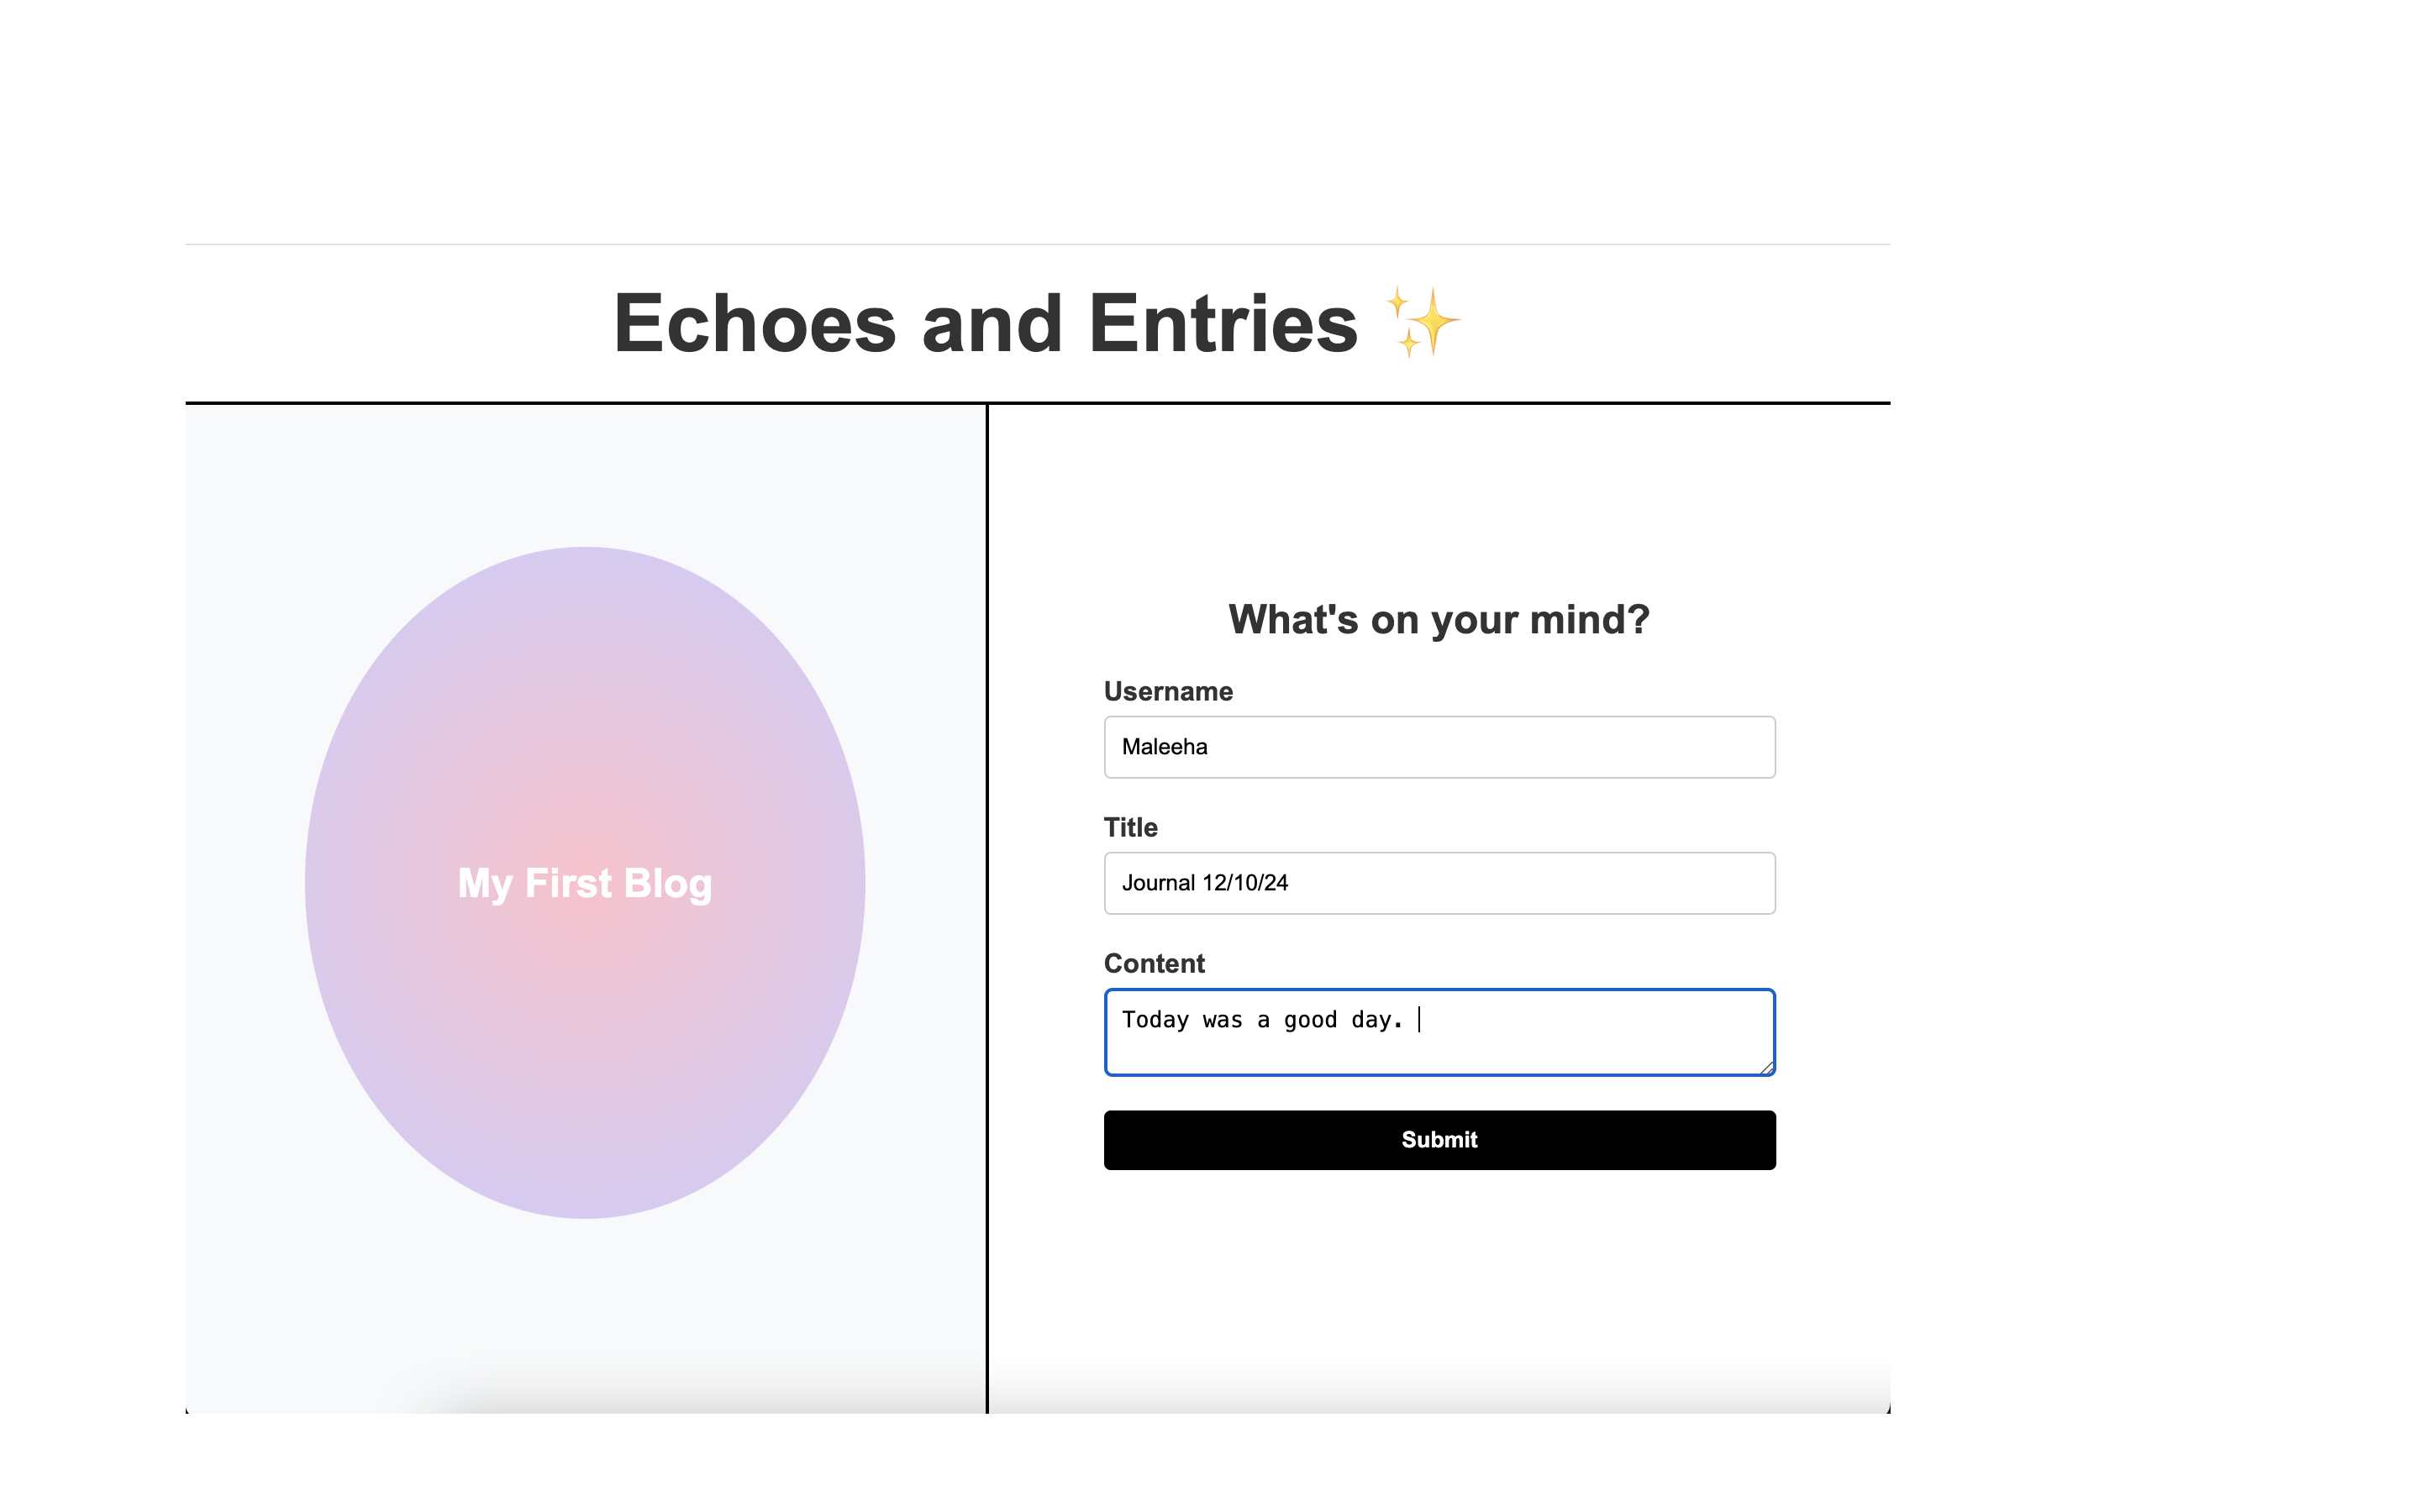 Echoes and Entries ✨
My First Blog
What's on your mind?
Username
Maleeha
Title
Journal 12/10/24
Content
Today was a good day.
Submit